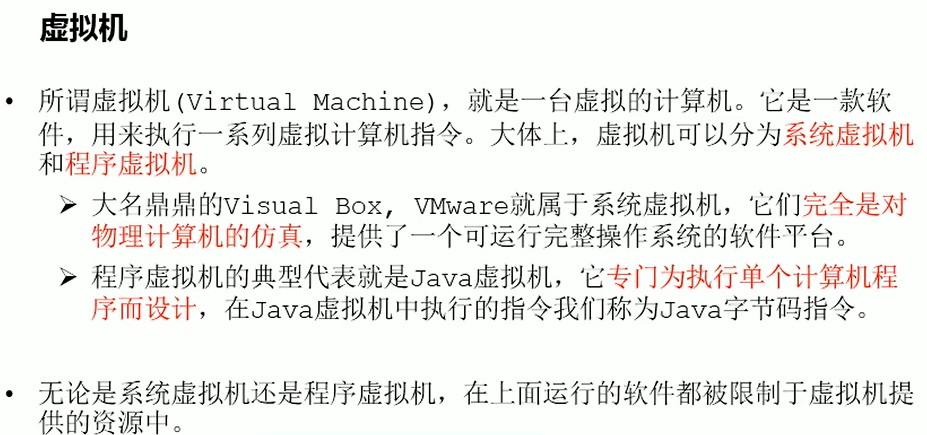 虚拟机
• 所谓虚拟机(Virtual Machine)，就是一台虚拟的计算机。它是一款软
件，用来执行一系列虚拟计算机指令。大体上，虚拟机可以分为系统虚拟机
和程序虚拟机。
➢ 大名鼎鼎的Visual Box, VMware就属于系统虚拟机，它们完全是对
物理计算机的仿真，提供了一个可运行完整操作系统的软件平台。
➢ 程序虚拟机的典型代表就是Java虚拟机，它专门为执行单个计算机程
序而设计，在Java虚拟机中执行的指令我们称为Java字节码指令。
• 无论是系统虚拟机还是程序虚拟机，在上面运行的软件都被限制于虚拟机提
供的资源中。